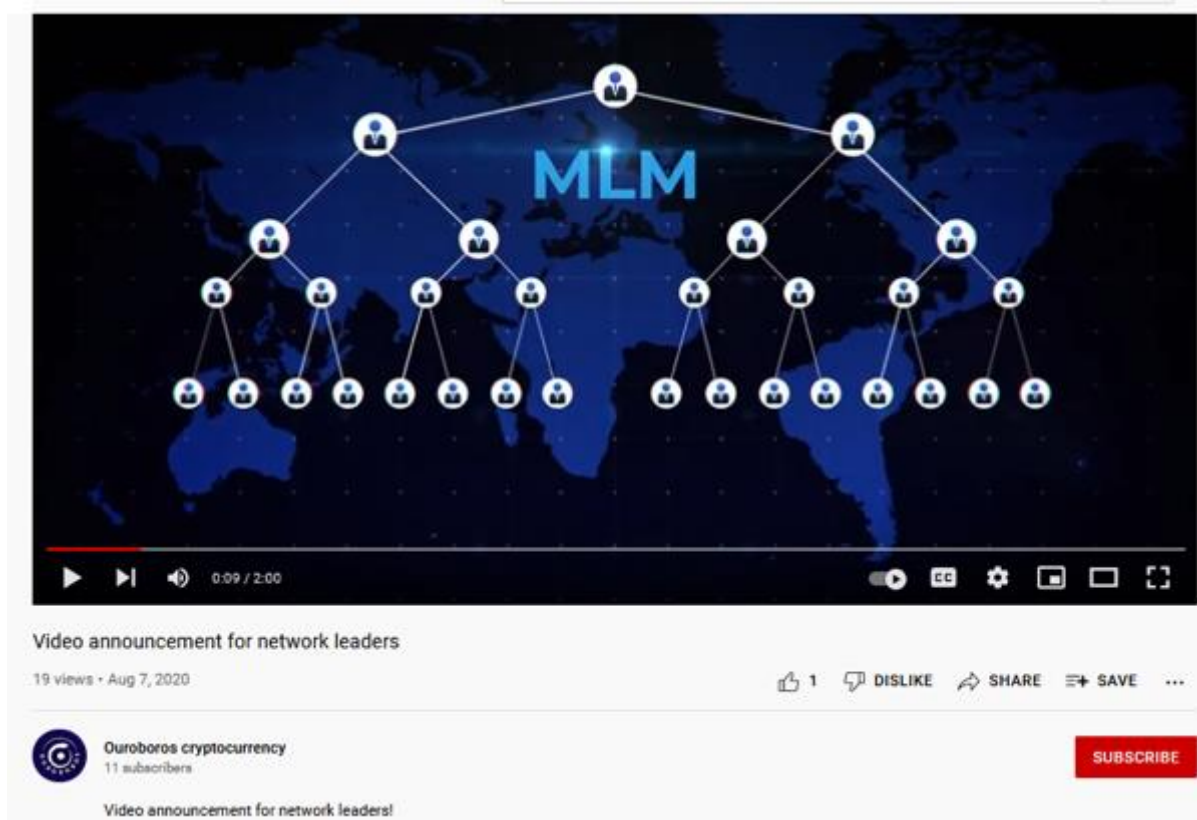 MLM
0:09 / 2:00
CC
Video announcement for network leaders
19 views • Aug 7, 2020
1 DISLIKE SHARE SAVE ...
Ouroboros cryptocurrency
11 subscribers
SUBSCRIBE
Video announcement for network leaders!